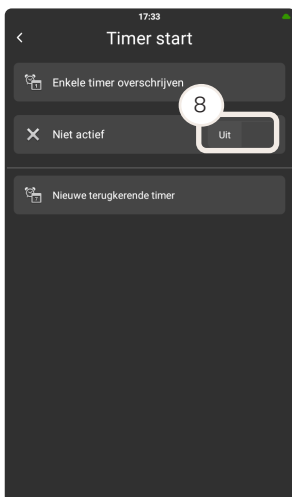 17:33
Timer start
Enkele timer overschrijven
8
Niet actief
Uit
Nieuwe terugkerende timer